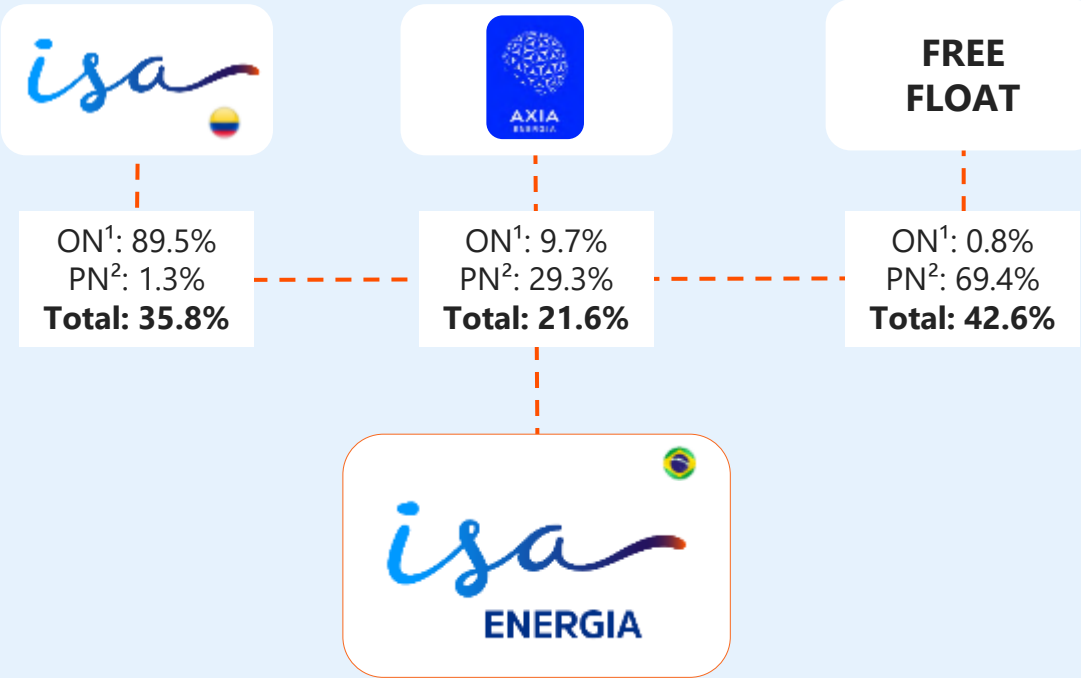 isa
AXIA
ENERGIA
FREE
FLOAT
ON¹: 89.5%
PN²: 1.3%
Total: 35.8%
ON¹: 9.7%
PN²: 29.3%
Total: 21.6%
ON¹: 0.8%
PN²: 69.4%
Total: 42.6%
isa
ENERGIA